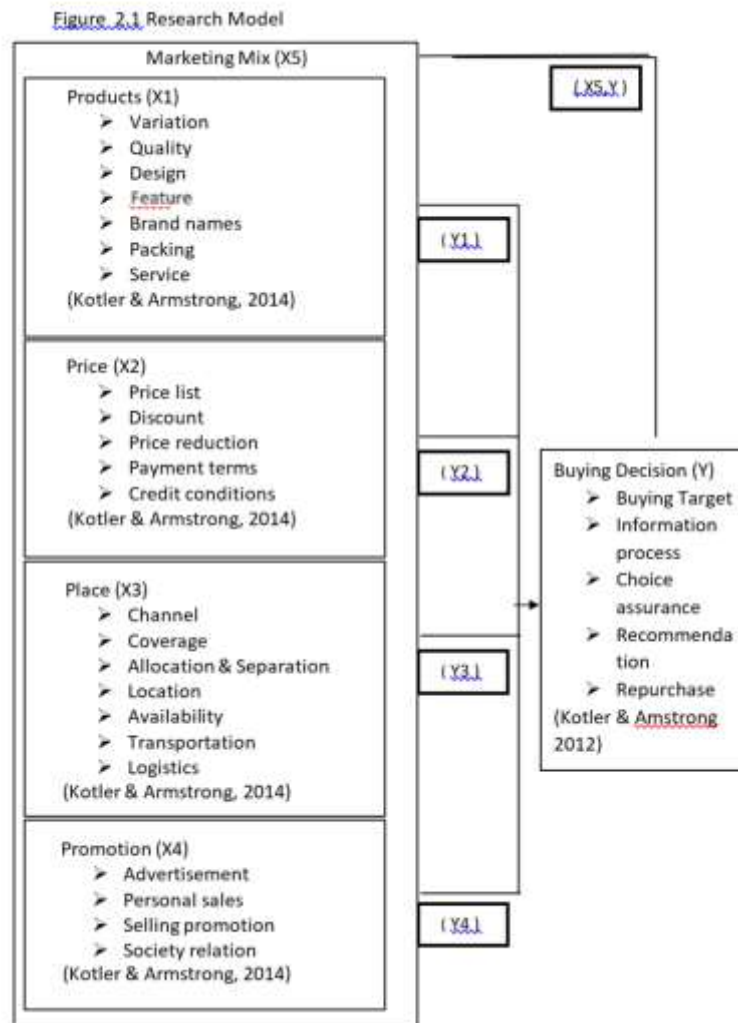 Figure 2.1 Research Model
Marketing Mix (X5)
Products (X1)
➢ Variation
➢ Quality
➢ Design
➢ Feature
➢ Brand names
➢ Packing
➢ Service
(Kotler & Armstrong, 2014)
Price (X2)
➢ Price list
➢ Discount
➢ Price reduction
➢ Payment terms
➢ Credit conditions
(Kotler & Armstrong, 2014)
Place (X3)
➢ Channel
➢ Coverage
➢ Allocation & Separation
➢ Location
➢ Availability
➢ Transportation
➢ Logistics
(Kotler & Armstrong, 2014)
Promotion (X4)
➢ Advertisement
➢ Personal sales
➢ Selling promotion
➢ Society relation
(Kotler & Armstrong, 2014)
( X5,Y )
( Y1 )
( Y2 )
( Y3 )
( Y4 )
Buying Decision (Y)
➢ Buying Target
➢ Information
process
➢ Choice
assurance
➢ Recommenda
tion
➢ Repurchase
(Kotler & Amstrong
2012)